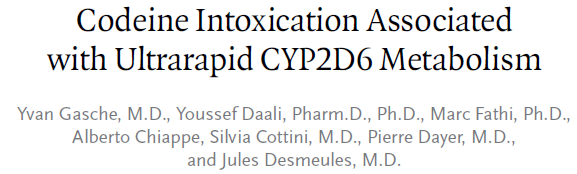 Codeine Intoxication Associated
with Ultrarapid CYP2D6 Metabolism
Yvan Gasche, M.D., Youssef Daali, Pharm.D., Ph.D., Marc Fathi, Ph.D.,
Alberto Chiappe, Silvia Cottini, M.D., Pierre Dayer, M.D.,
and Jules Desmeules, M.D.